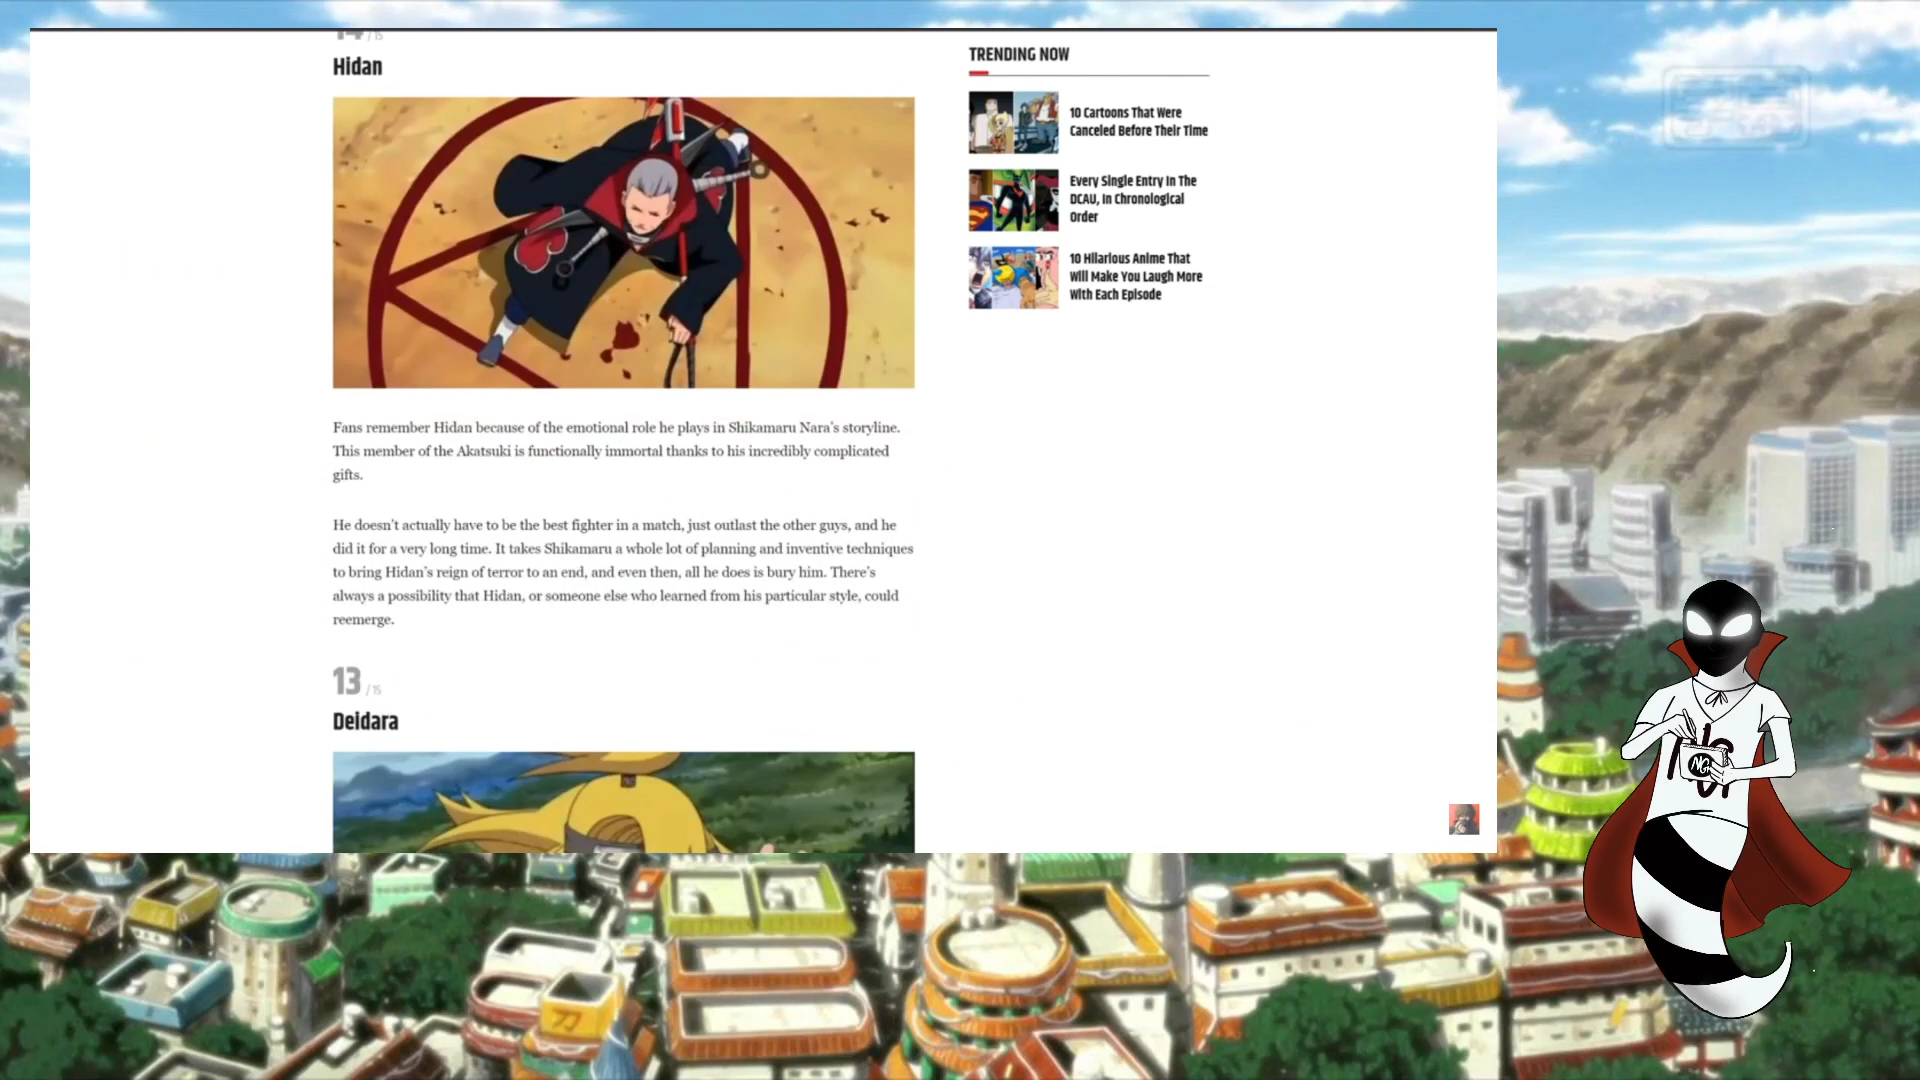 14 / 15
Hidan
Fans remember Hidan because of the emotional role he plays in Shikamaru Nara's storyline.
This member of the Akatsuki is functionally immortal thanks to his incredibly complicated
gifts.
He doesn't actually have to be the best fighter in a match, just outlast the other guys, and he
did it for a very long time. It takes Shikamaru a whole lot of planning and inventive techniques
to bring Hidan's reign of terror to an end, and even then, all he does is bury him. There's
always a possibility that Hidan, or someone else who learned from his particular style, could
reemerge.
13 / 15
Deidara
TRENDING NOW
10 Cartoons That Were
Canceled Before Their Time
Every Single Entry In The
DCAU, In Chronological
Order
10 Hilarious Anime That
Will Make You Laugh More
With Each Episode
NG